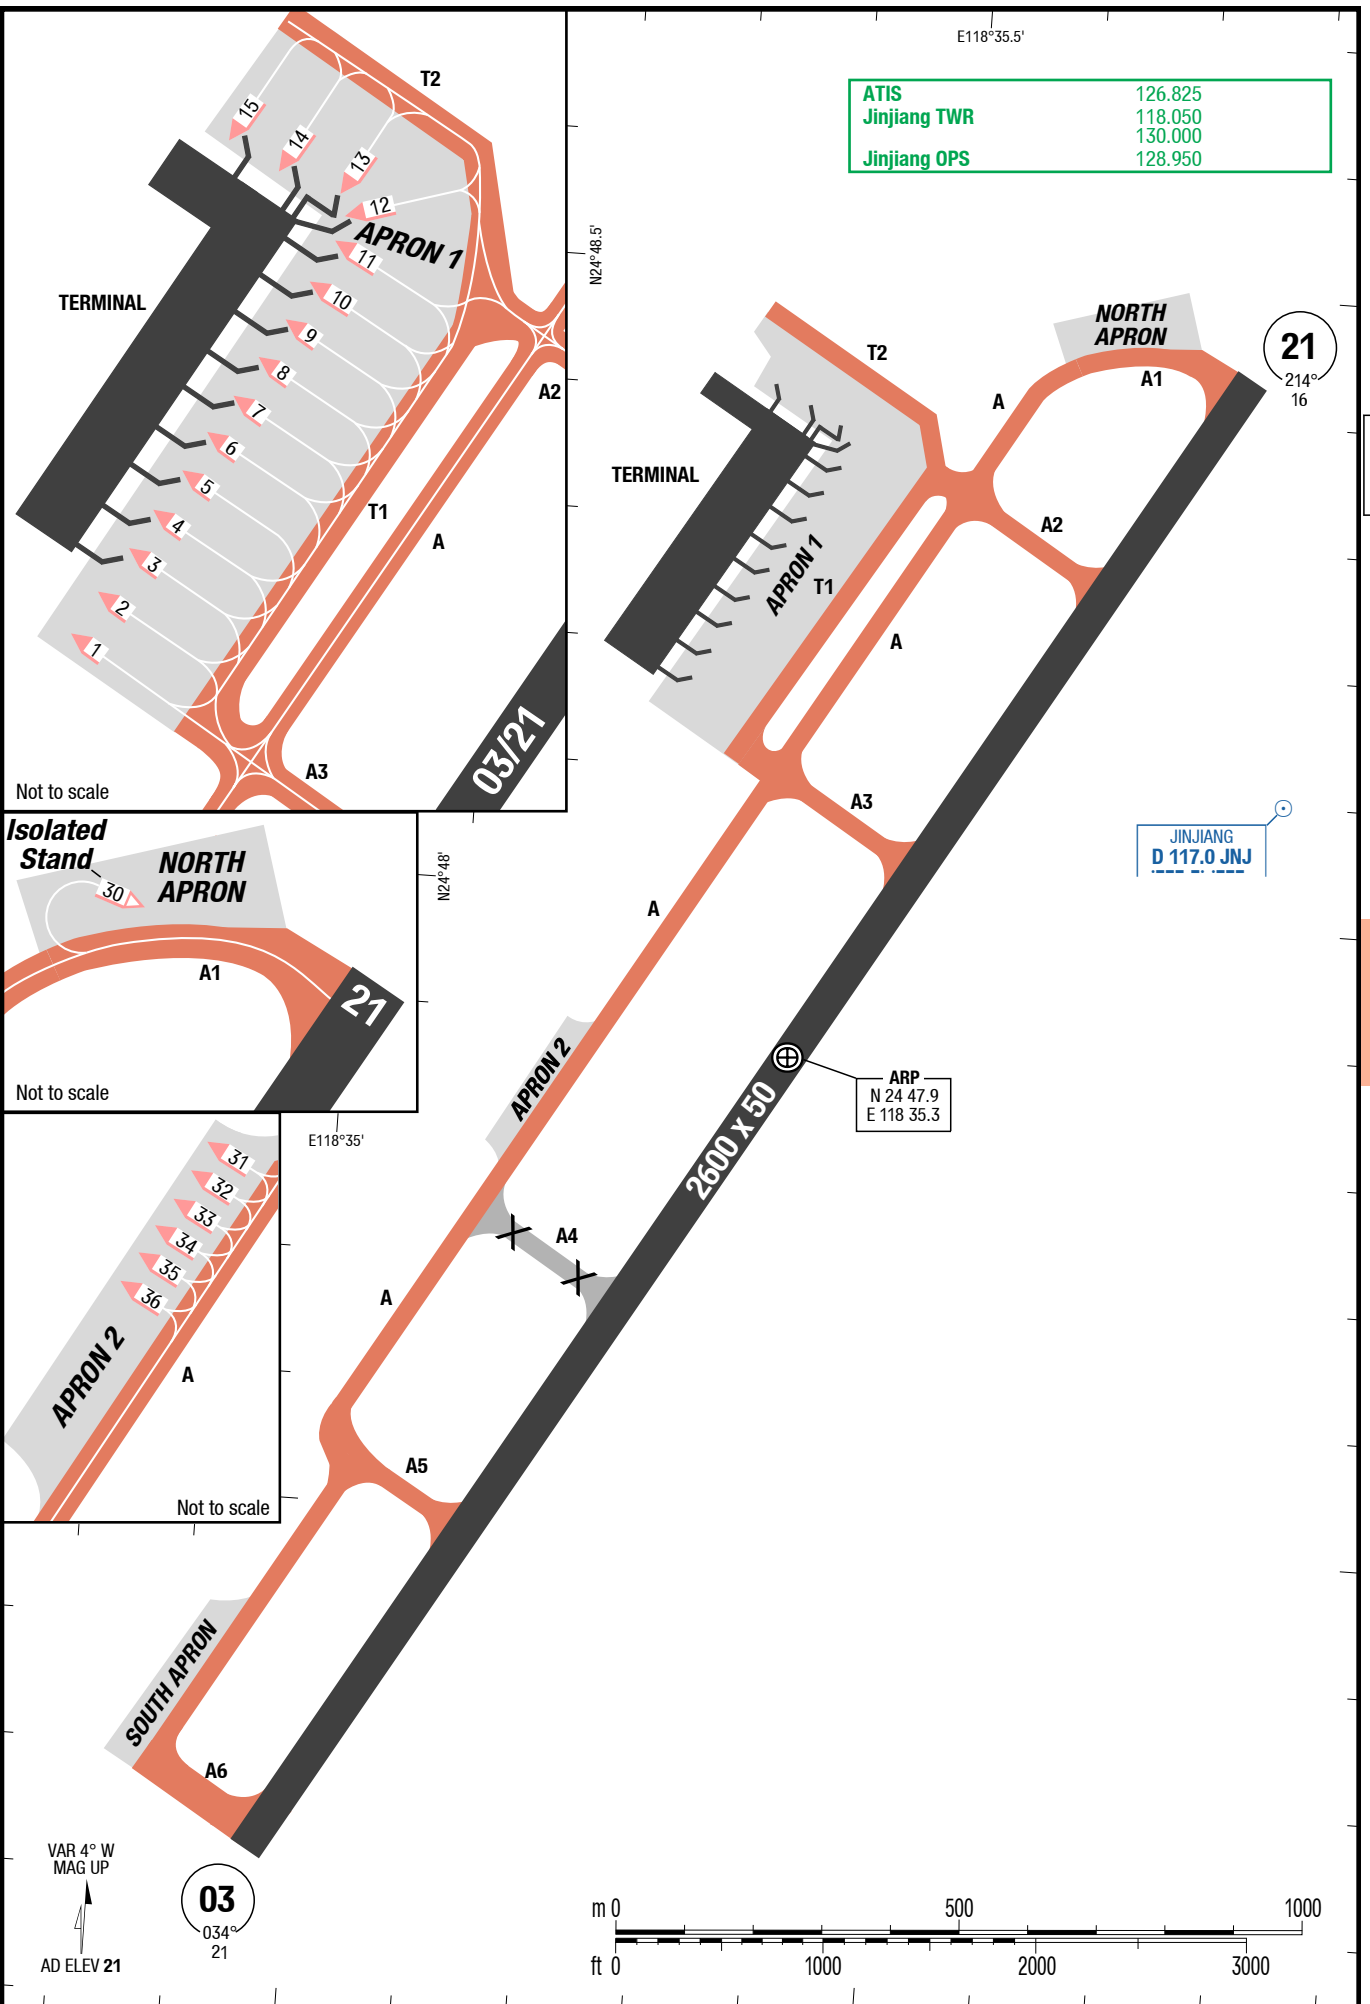 E118°35.5'
ATIS 126.825
Jinjiang TWR 118.050
130.000
Jinjiang OPS 128.950
T2
15
14
13
12
APRON 1
11
10
9
8
7
6
5
4
3
2
1
TERMINAL
A2
T1
A
A3
03/21
Not to scale
N24°48.5'
NORTH
APRON
21
214°
16
A1
A
T2
TERMINAL
A2
APRON 1
T1
A
A3
A
JINJIANG
D 117.0 JNJ
Isolated
Stand
NORTH
APRON
30
A1
21
Not to scale
N24°48'
E118°35'
APRON 2
ARP
N 24 47.9
E 118 35.3
2600 x 50
31
32
33
34
35
36
APRON 2
A
Not to scale
A4
A
A5
SOUTH APRON
A6
VAR 4° W
MAG UP
AD ELEV 21
03
034°
21
m 0 500 1000
ft 0 1000 2000 3000